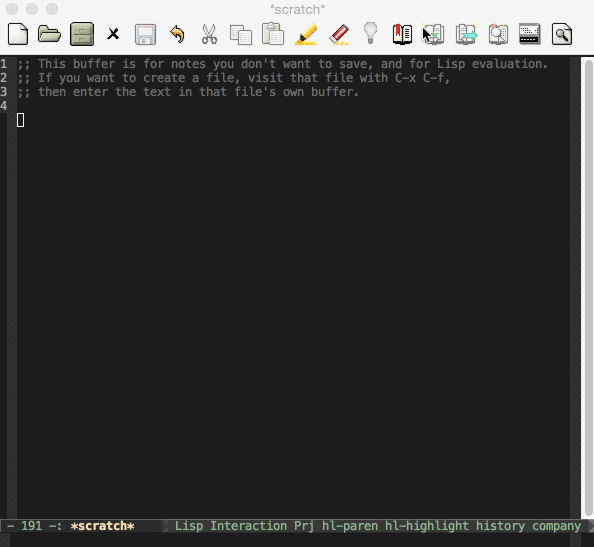 *scratch*
1 ;; This buffer is for notes you don't want to save, and for Lisp evaluation.
2 ;; If you want to create a file, visit that file with C-x C-f,
3 ;; then enter the text in that file's own buffer.
4
- 191 -: *scratch* Lisp Interaction Prj hl-paren hl-highlight history company